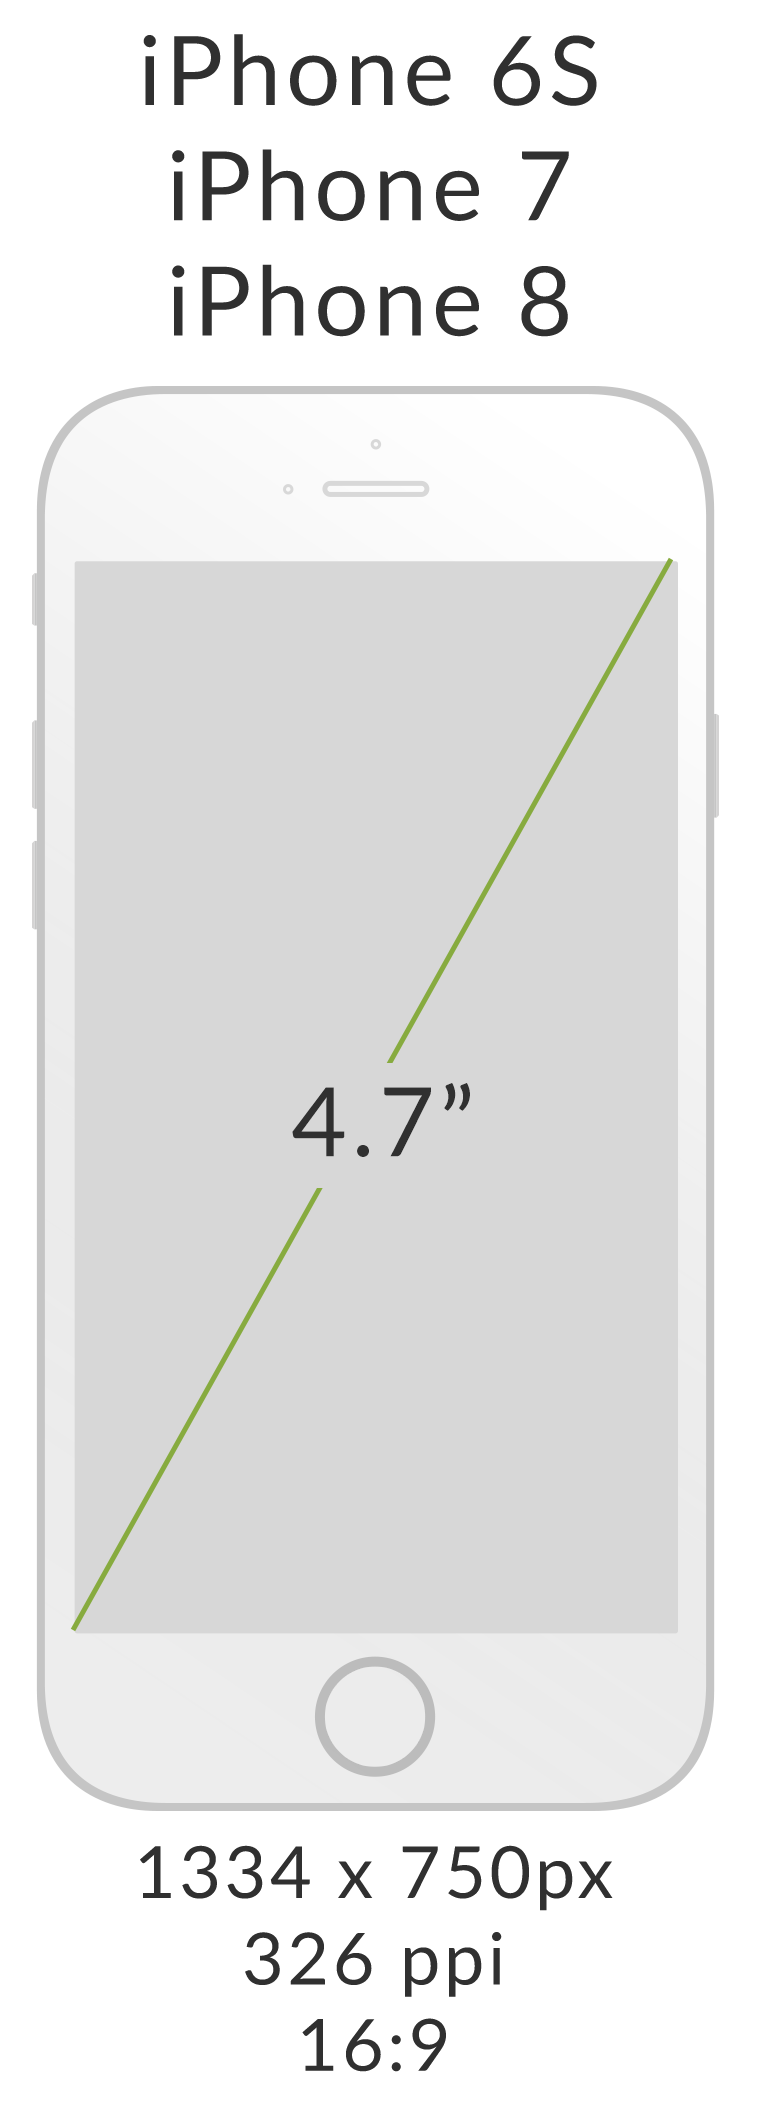 iPhone 6S
iPhone 7
iPhone 8
4.7”
1334 x 750px
326 ppi
16:9